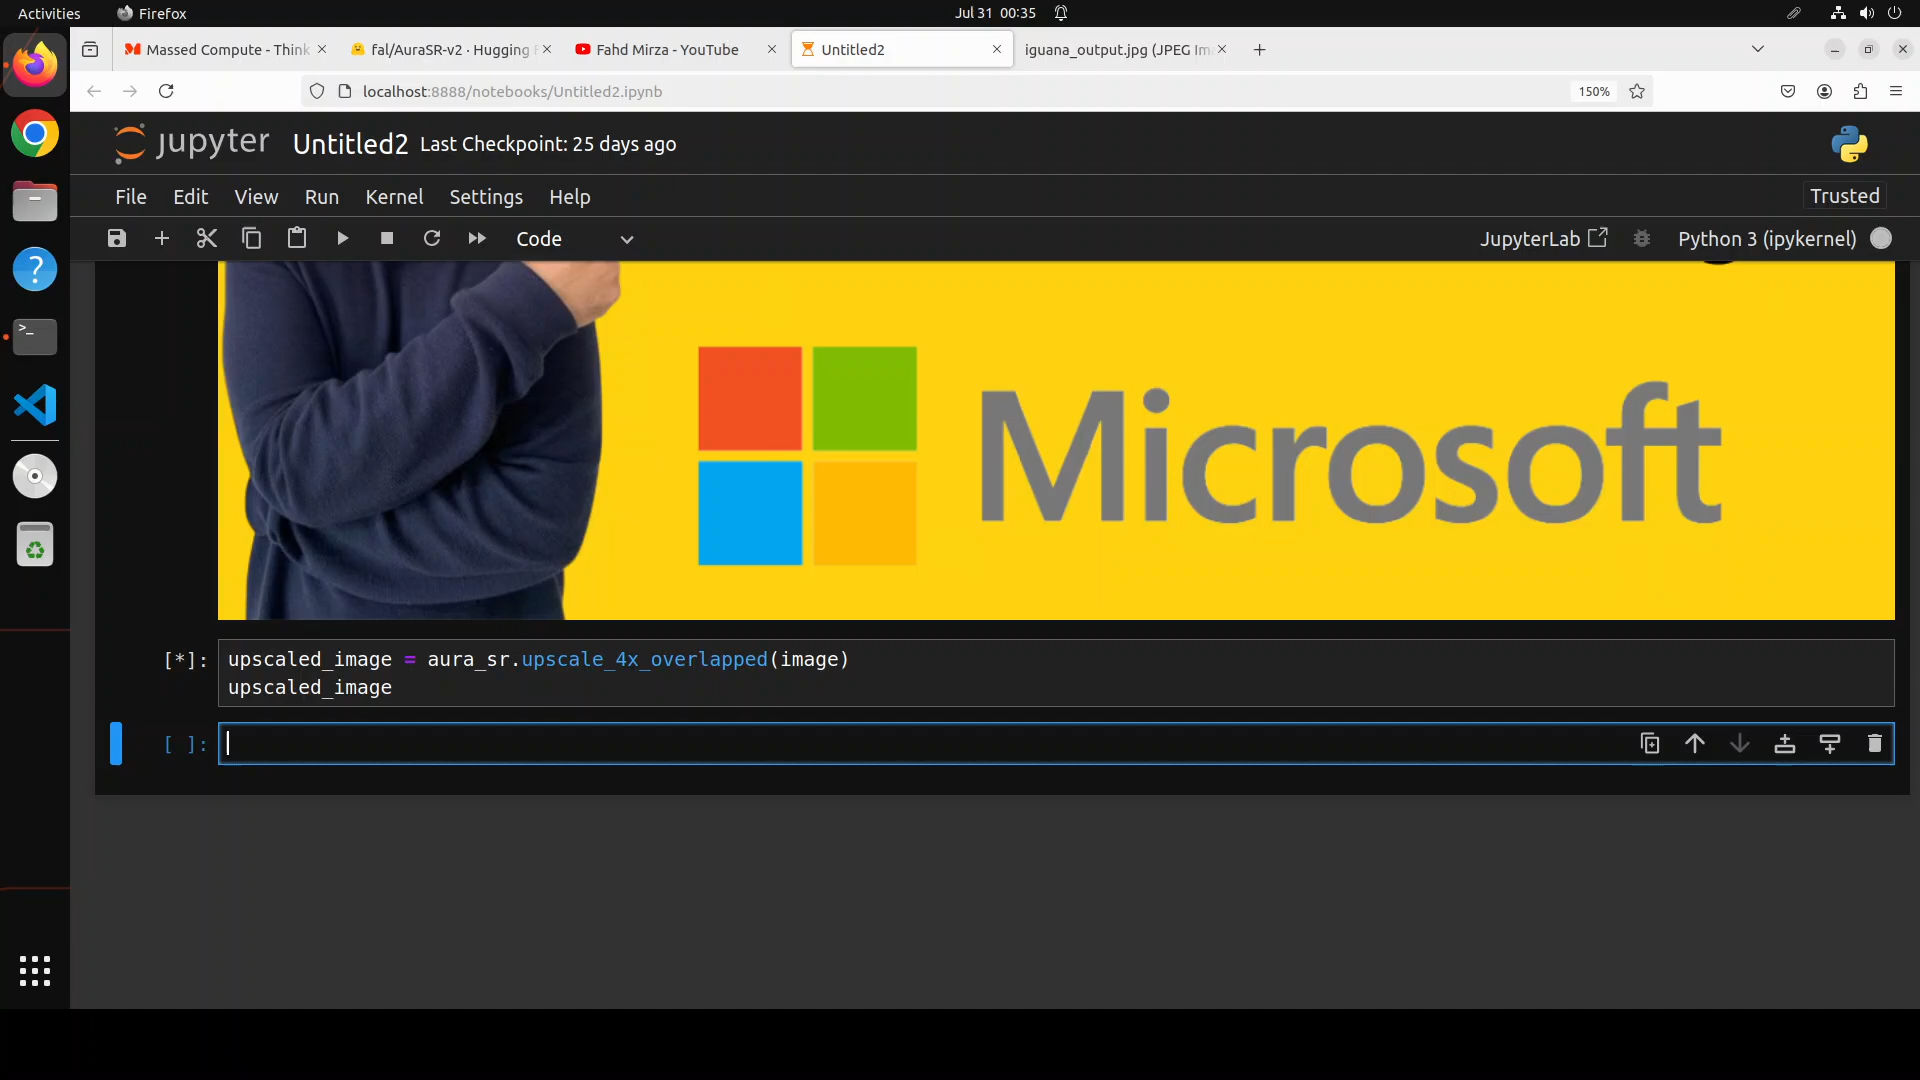 Activities
Firefox
Jul 31 00:35
Massed Compute - Think
fal/AuraSR-v2 · Hugging F
Fahd Mirza - YouTube
Untitled2
iguana_output.jpg (JPEG Im
localhost:8888/notebooks/Untitled2.ipynb
150%
jupyter
Untitled2
Last Checkpoint: 25 days ago
File
Edit
View
Run
Kernel
Settings
Help
Trusted
Code
JupyterLab
Python 3 (ipykernel)
Microsoft
[*]:
upscaled_image = aura_sr.upscale_4x_overlapped(image)
upscaled_image
[ ]: